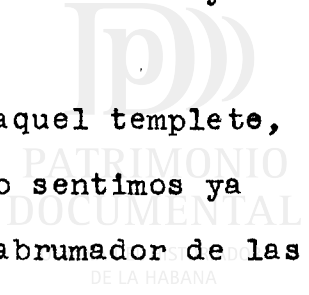 aquel templete,
o sentimos ya
abrumador de las
PATRIMONIO
DOCUMENTAL
DE LA HABANA